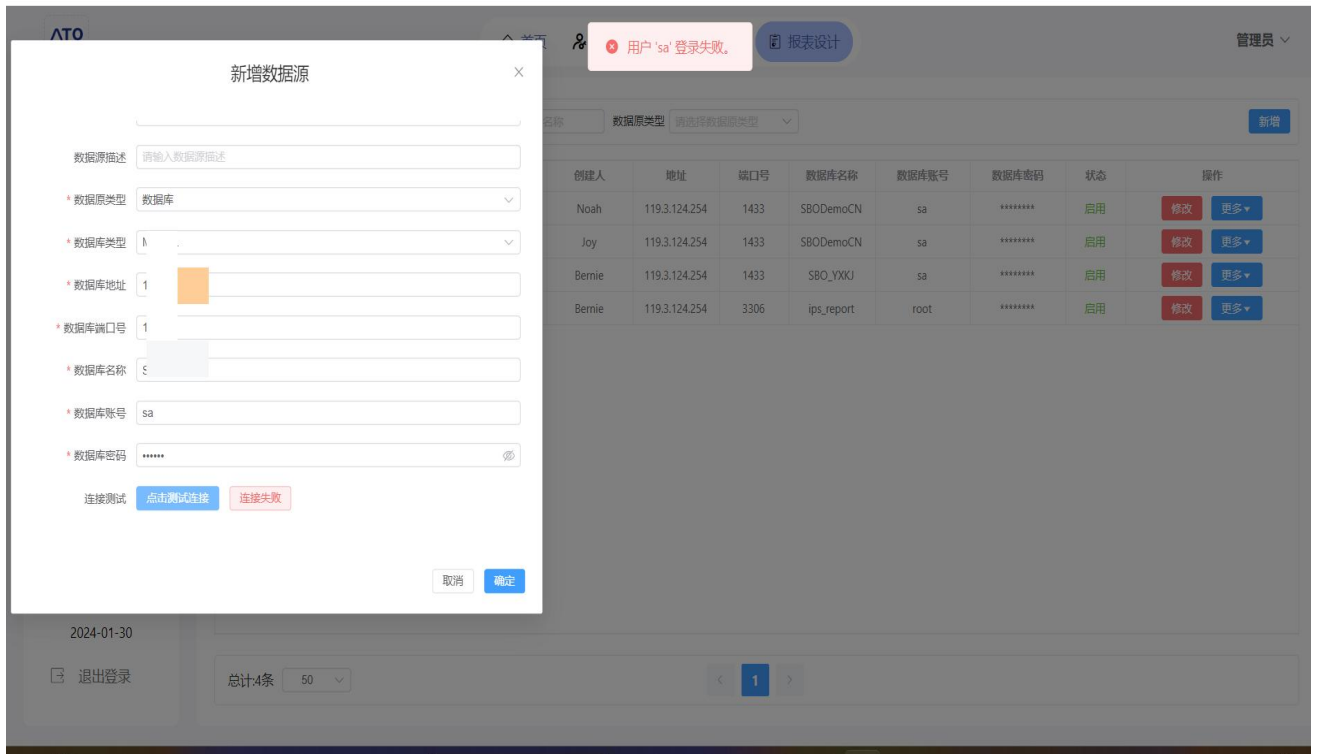 ATO
首页
用户 'sa' 登录失败。
报表设计
管理员
新增数据源
数据原类型 请选择数据原类型
新增
数据源描述 请输入数据源描述
* 数据原类型 数据库
* 数据库类型 M
* 数据库地址 1
* 数据库端口号 1
* 数据库名称 S
* 数据库账号 sa
* 数据库密码 ••••••
连接测试 点击测试连接 连接失败
取消 确定
创建人 地址 端口号 数据库名称 数据库账号 数据库密码 状态 操作
Noah 119.3.124.254 1433 SBODemoCN sa ******** 启用 修改 更多▾
Joy 119.3.124.254 1433 SBODemoCN sa ******** 启用 修改 更多▾
Bernie 119.3.124.254 1433 SBO_YXKJ sa ******** 启用 修改 更多▾
Bernie 119.3.124.254 3306 ips_report root ******** 启用 修改 更多▾
2024-01-30
退出登录
总计:4条 50
1